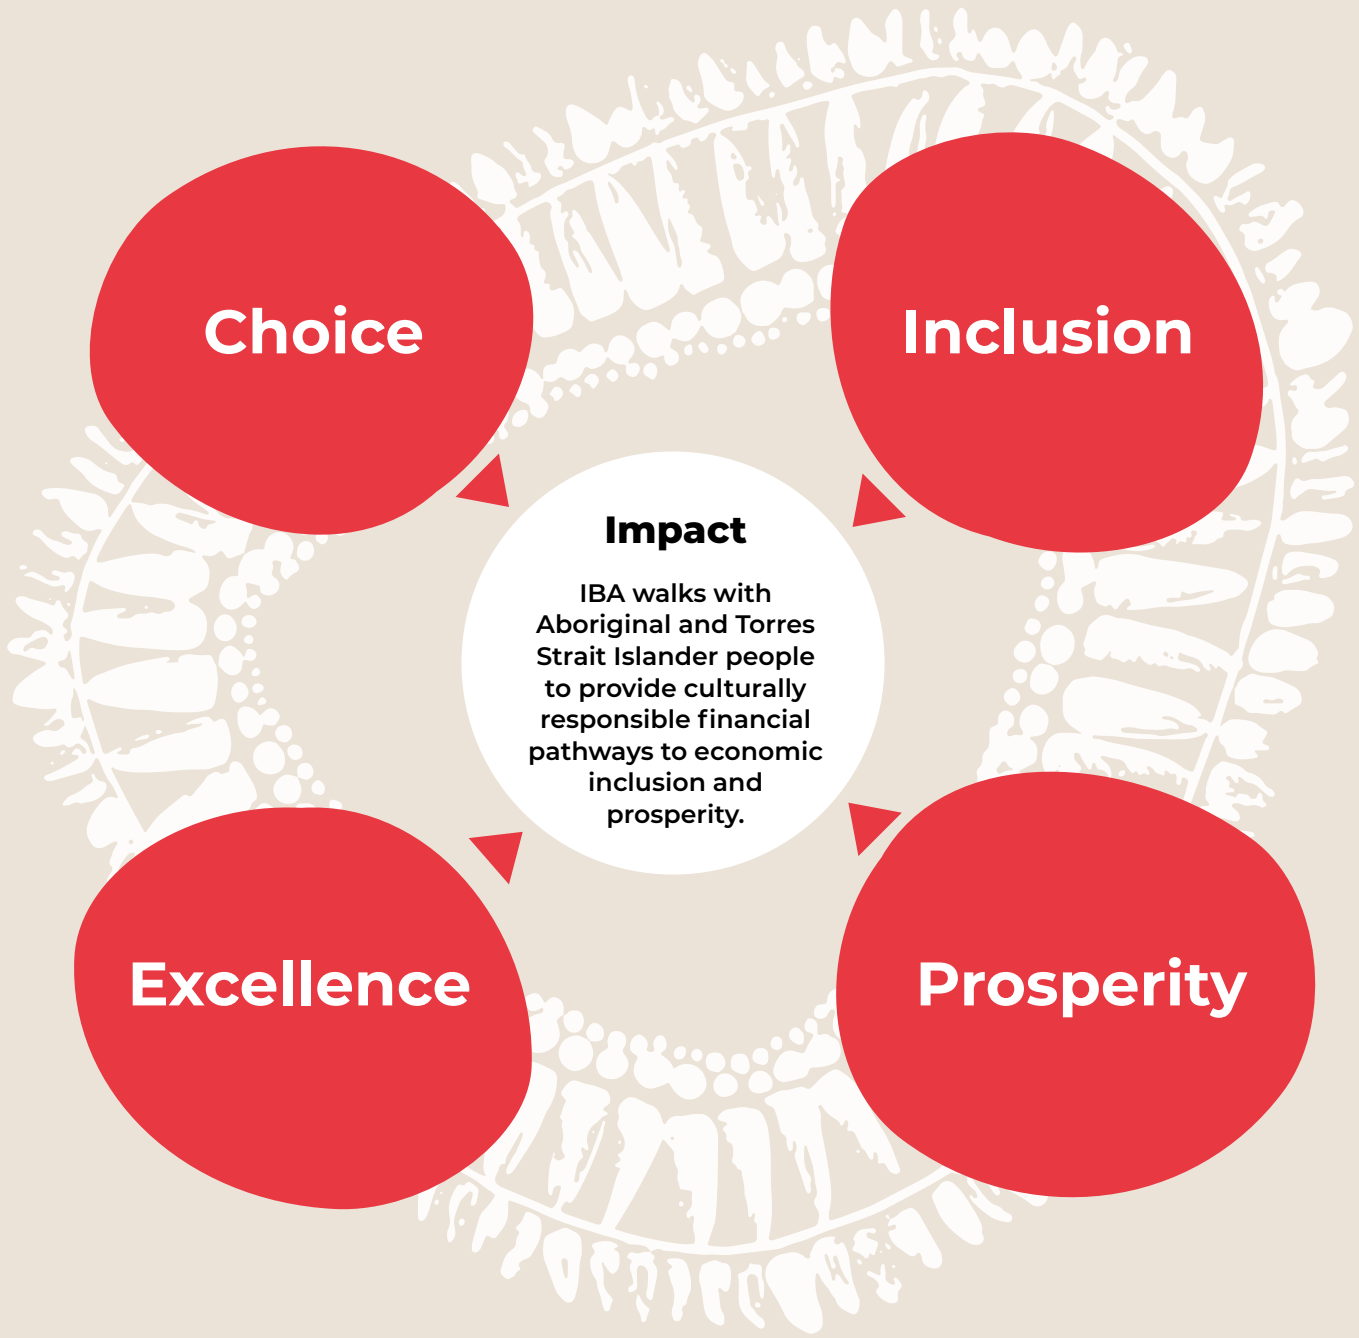 Choice
Inclusion
Impact
IBA walks with
Aboriginal and Torres
Strait Islander people
to provide culturally
responsible financial
pathways to economic
inclusion and
prosperity.
Excellence
Prosperity